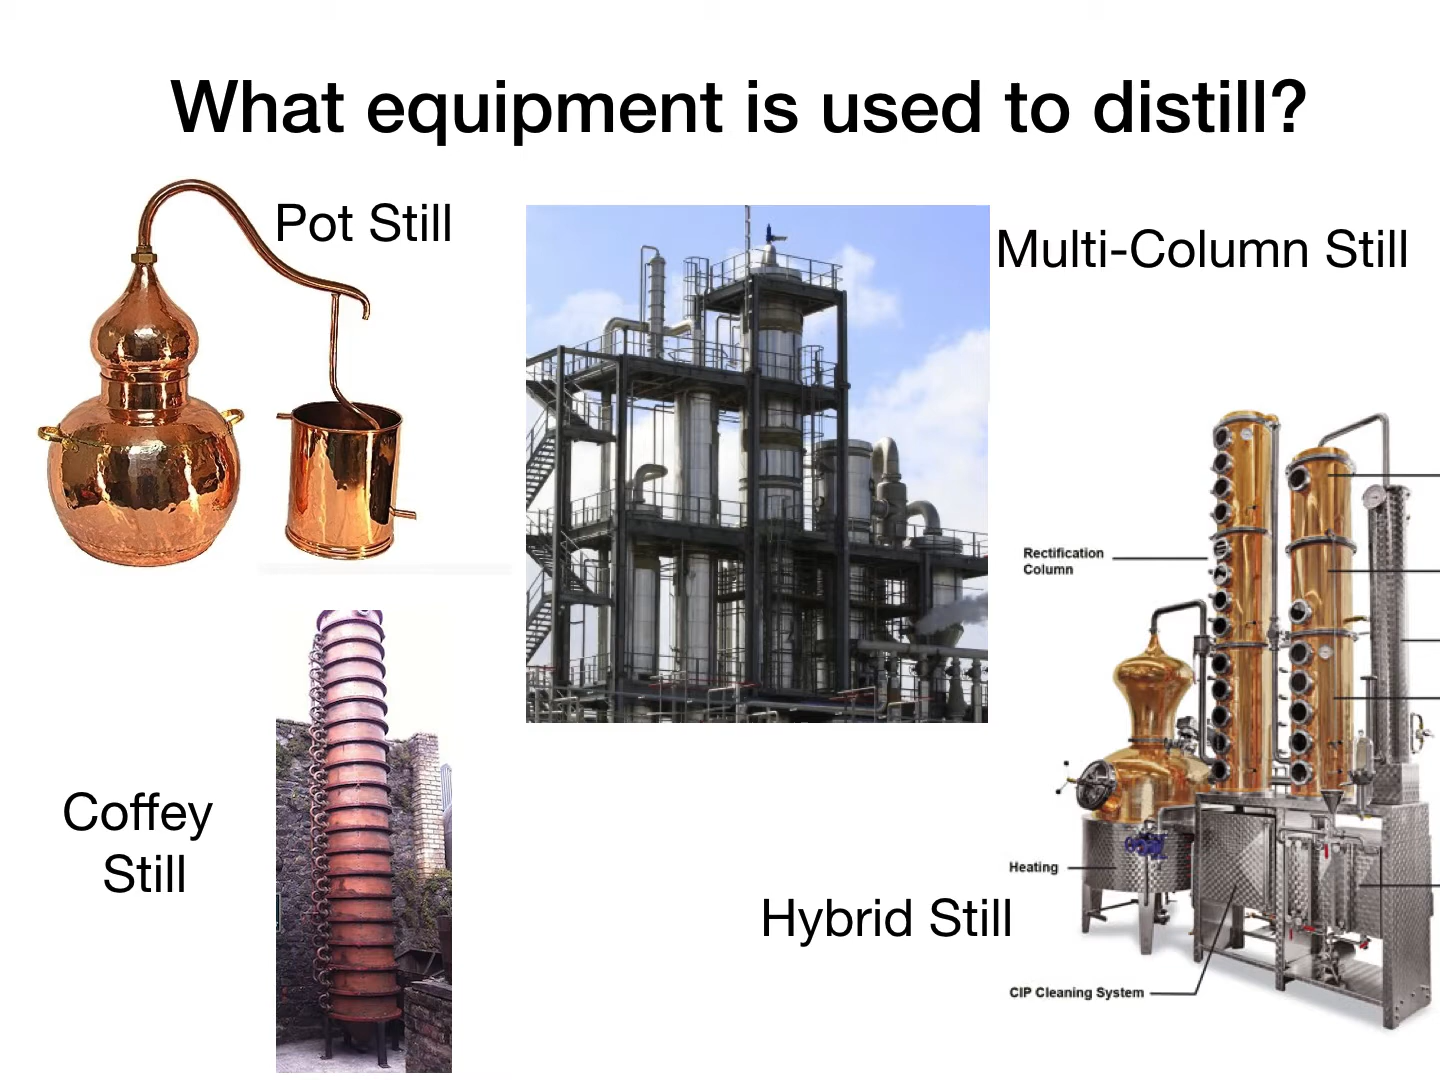 What equipment is used to distill?
Pot Still
Multi-Column Still
Rectification
Column
Coffey
Still
Heating
Hybrid Still
CIP Cleaning System